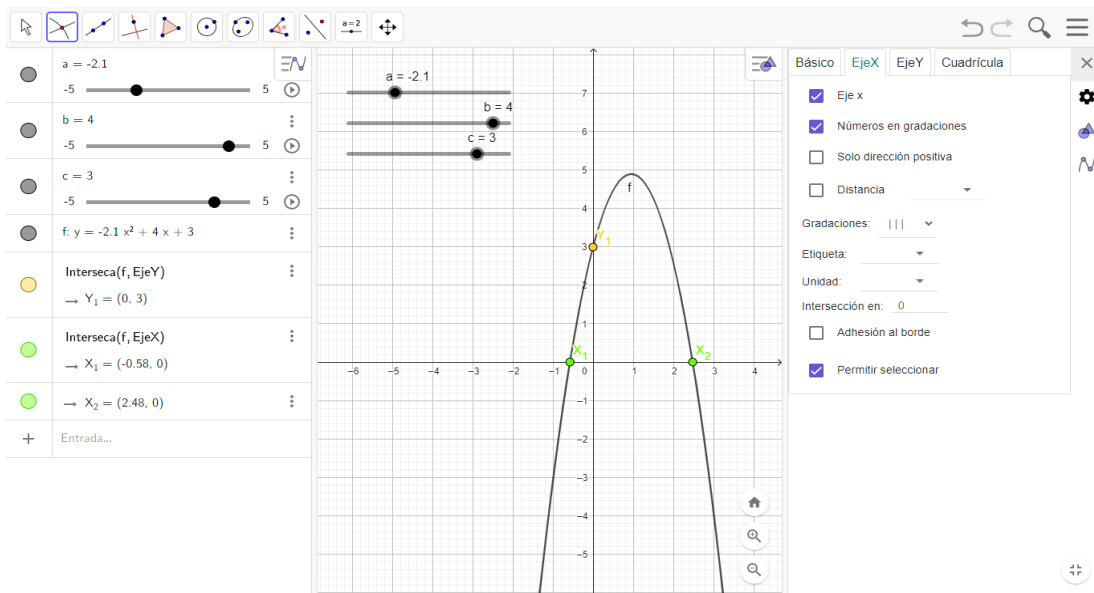 a = 2
a = -2.1
-5
5
b = 4
-5
5
c = 3
-5
5
f: y = -2.1 x² + 4 x + 3
Interseca(f, EjeY)
→ Y₁ = (0, 3)
Interseca(f, EjeX)
→ X₁ = (-0.58, 0)
→ X₂ = (2.48, 0)
+ Entrada...
a = -2.1
b = 4
c = 3
f
Y₁
X₁
X₂
7
6
5
4
3
2
1
−6 −5 −4 −3 −2 −1 0 1 2 3 4
−1
−2
−3
−4
−5
Básico EjeX EjeY Cuadrícula
Eje x
Números en gradaciones
Solo dirección positiva
Distancia
Gradaciones: | | |
Etiqueta:
Unidad:
Intersección en: 0
Adhesión al borde
Permitir seleccionar